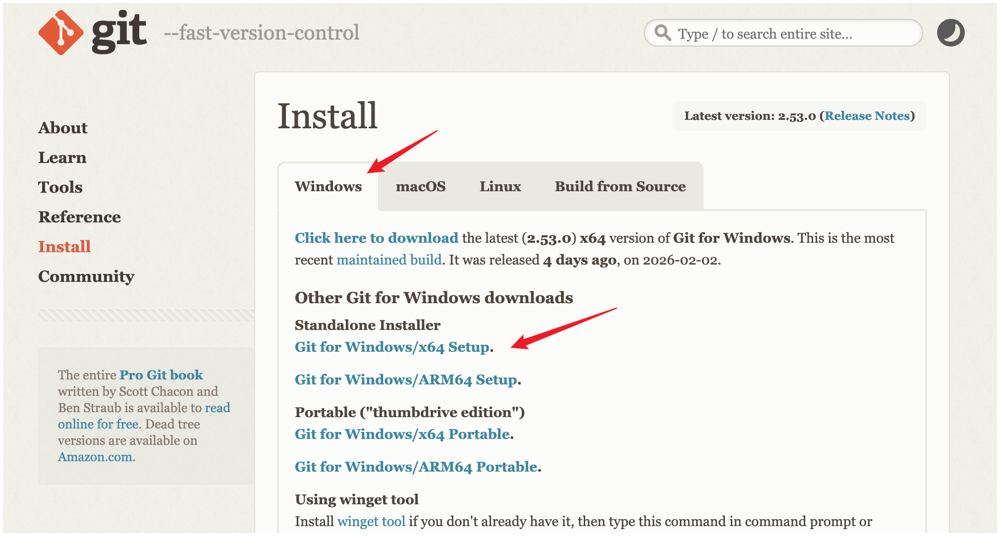 git --fast-version-control
Type / to search entire site...
About
Learn
Tools
Reference
Install
Community
The entire Pro Git book
written by Scott Chacon and
Ben Straub is available to read
online for free. Dead tree
versions are available on
Amazon.com.
Install
Latest version: 2.53.0 (Release Notes)
Windows macOS Linux Build from Source
Click here to download the latest (2.53.0) x64 version of Git for Windows. This is the most
recent maintained build. It was released 4 days ago, on 2026-02-02.
Other Git for Windows downloads
Standalone Installer
Git for Windows/x64 Setup.
Git for Windows/ARM64 Setup.
Portable ("thumbdrive edition")
Git for Windows/x64 Portable.
Git for Windows/ARM64 Portable.
Using winget tool
Install winget tool if you don't already have it, then type this command in command prompt or